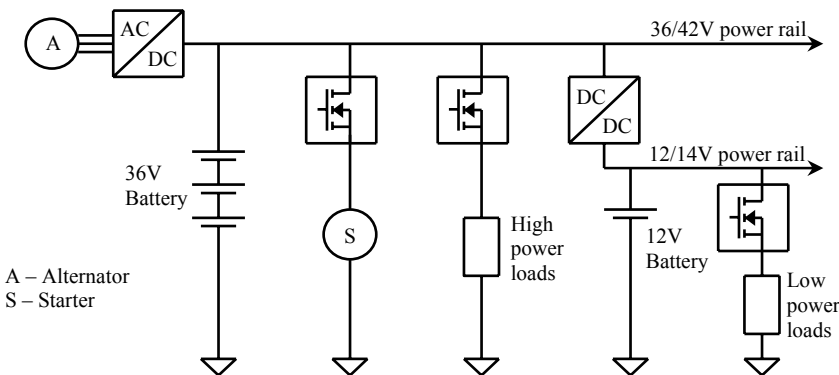 A
AC
DC
36/42V power rail
DC
DC
12/14V power rail
36V
Battery
S
High
power
loads
12V
Battery
Low
power
loads
A – Alternator
S – Starter